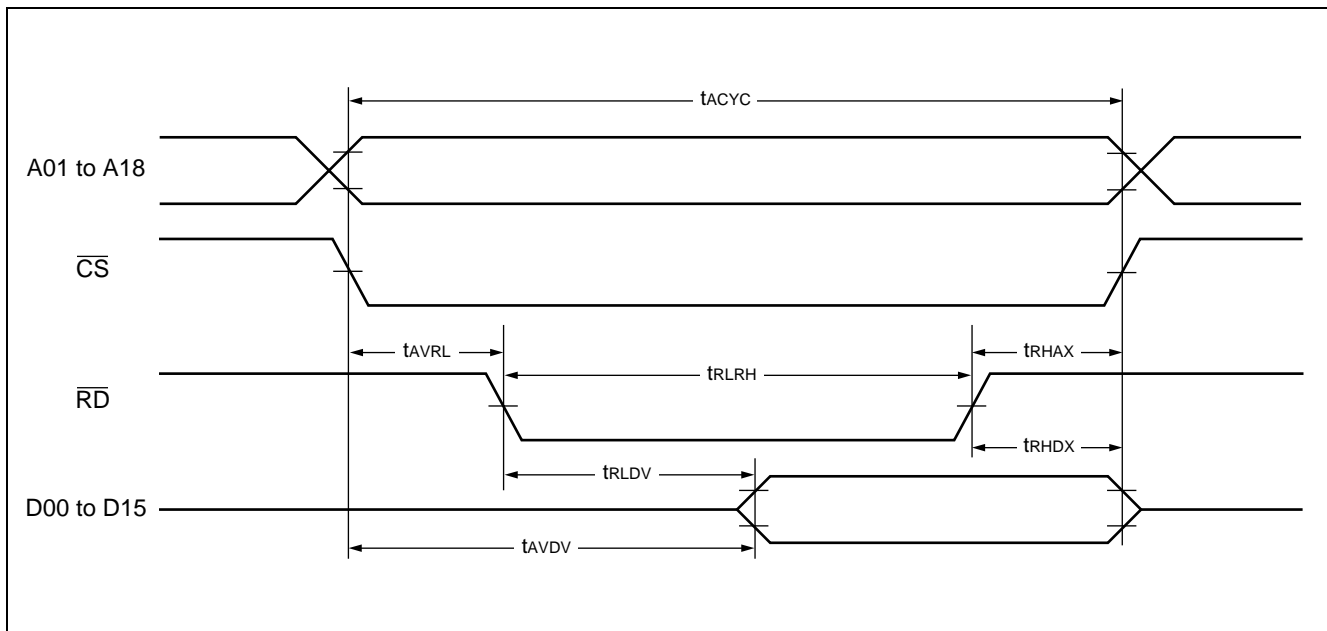 tACYC
A01 to A18
CS
tAVRL
tRLRH
tRHAX
RD
tRHDX
tRLDV
D00 to D15
tAVDV